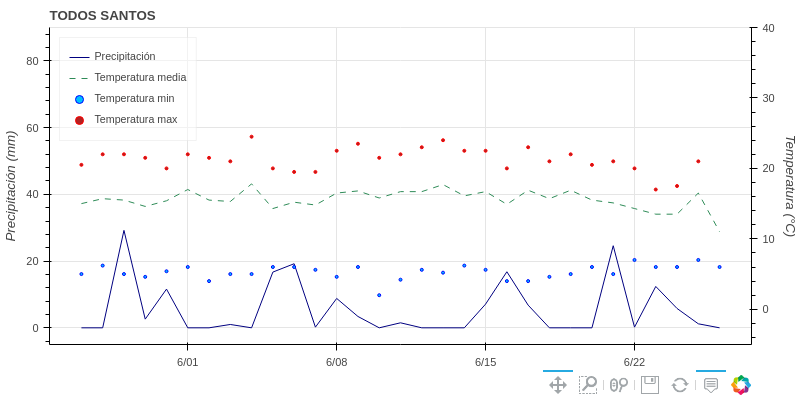 TODOS SANTOS
Precipitación
Temperatura media
Temperatura min
Temperatura max
Precipitación (mm)
80
60
40
20
0
Temperatura (°C)
40
30
20
10
0
6/01
6/08
6/15
6/22